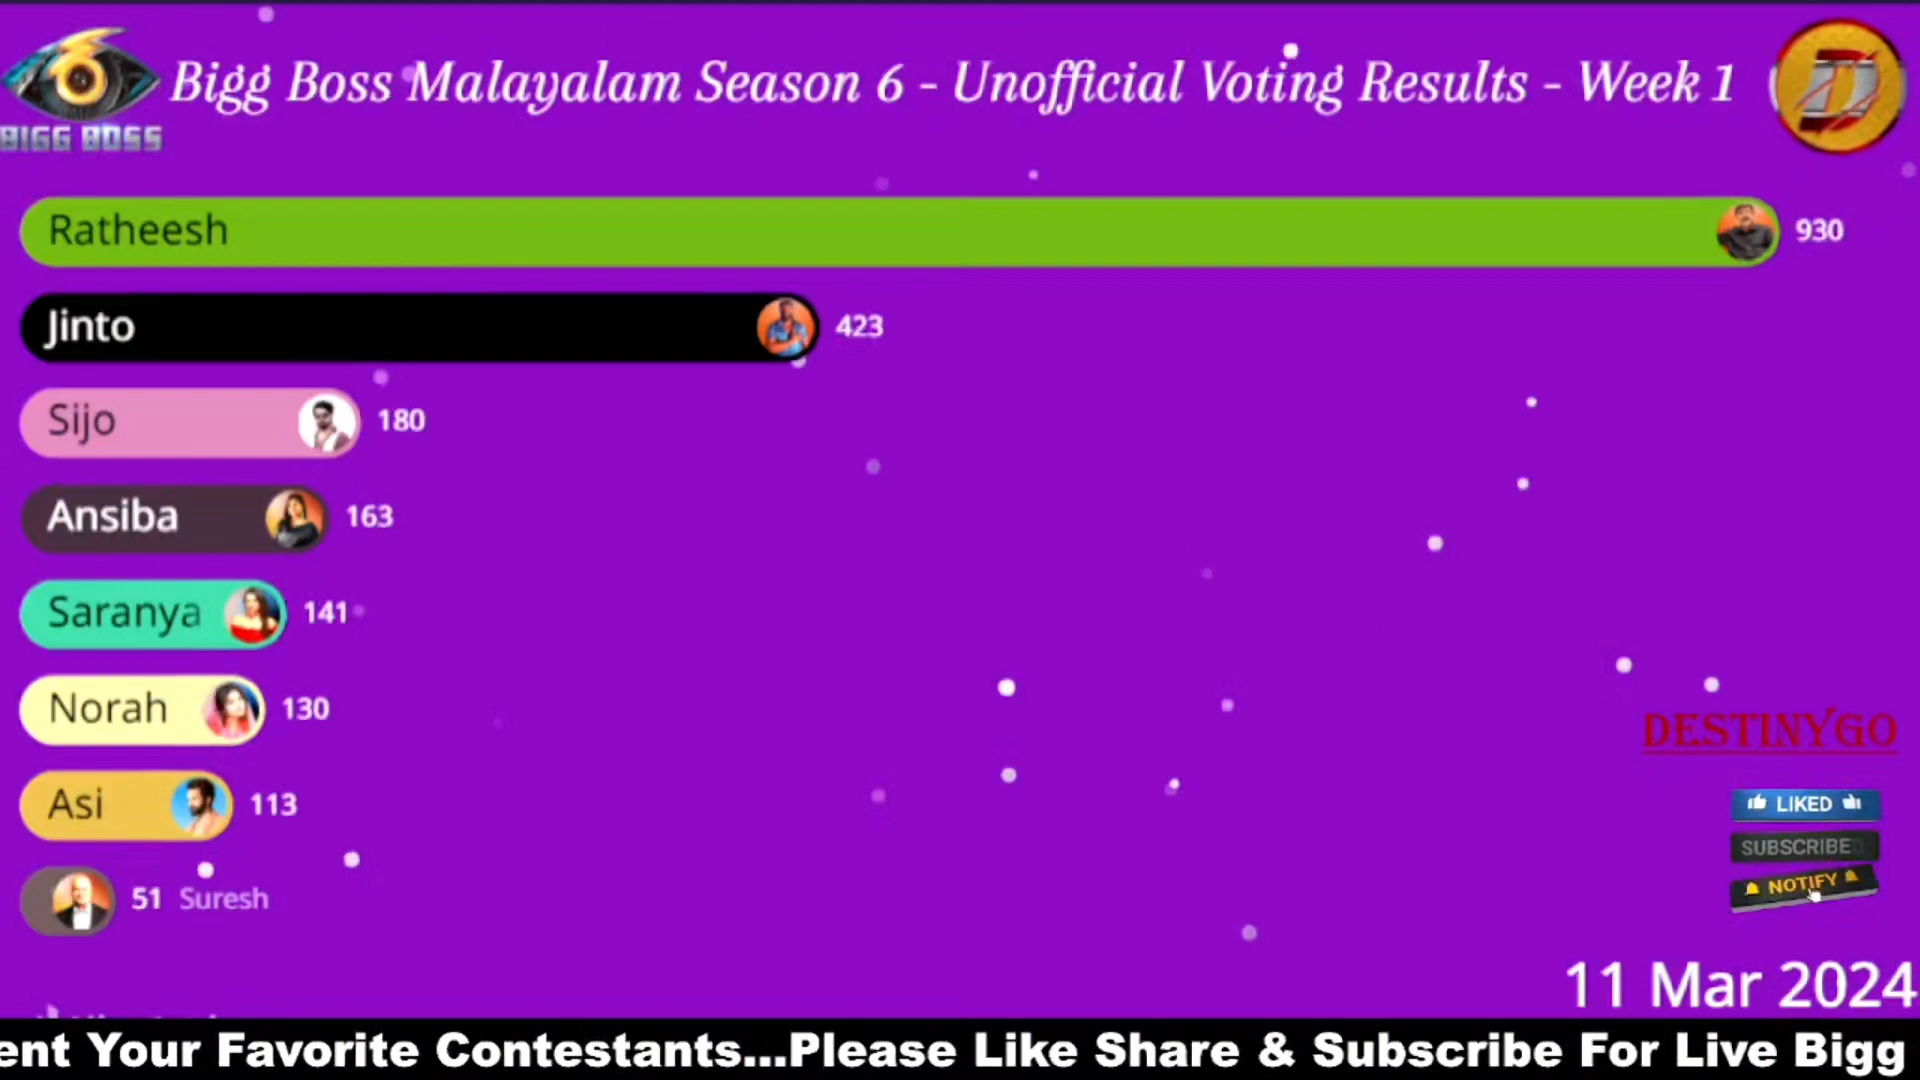 Bigg Boss Malayalam Season 6 - Unofficial Voting Results - Week 1
BIGG BOSS
D
Ratheesh 930
Jinto 423
Sijo 180
Ansiba 163
Saranya 141
Norah 130
Asi 113
51 Suresh
DESTINYGO
LIKED
SUBSCRIBED
NOTIFY
11 Mar 2024
ent Your Favorite Contestants...Please Like Share & Subscribe For Live Bigg